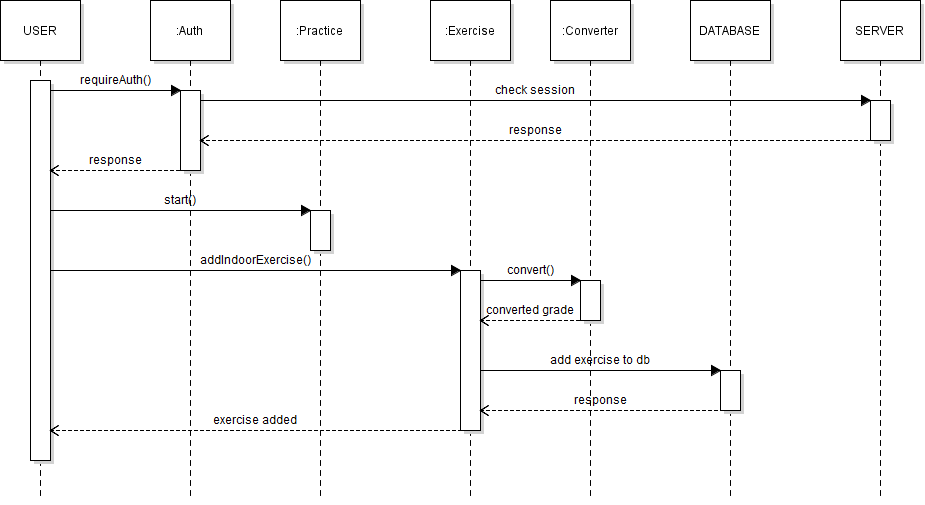 USER
:Auth
:Practice
:Exercise
:Converter
DATABASE
SERVER
requireAuth()
check session
response
response
start()
addIndoorExercise()
convert()
converted grade
add exercise to db
response
exercise added